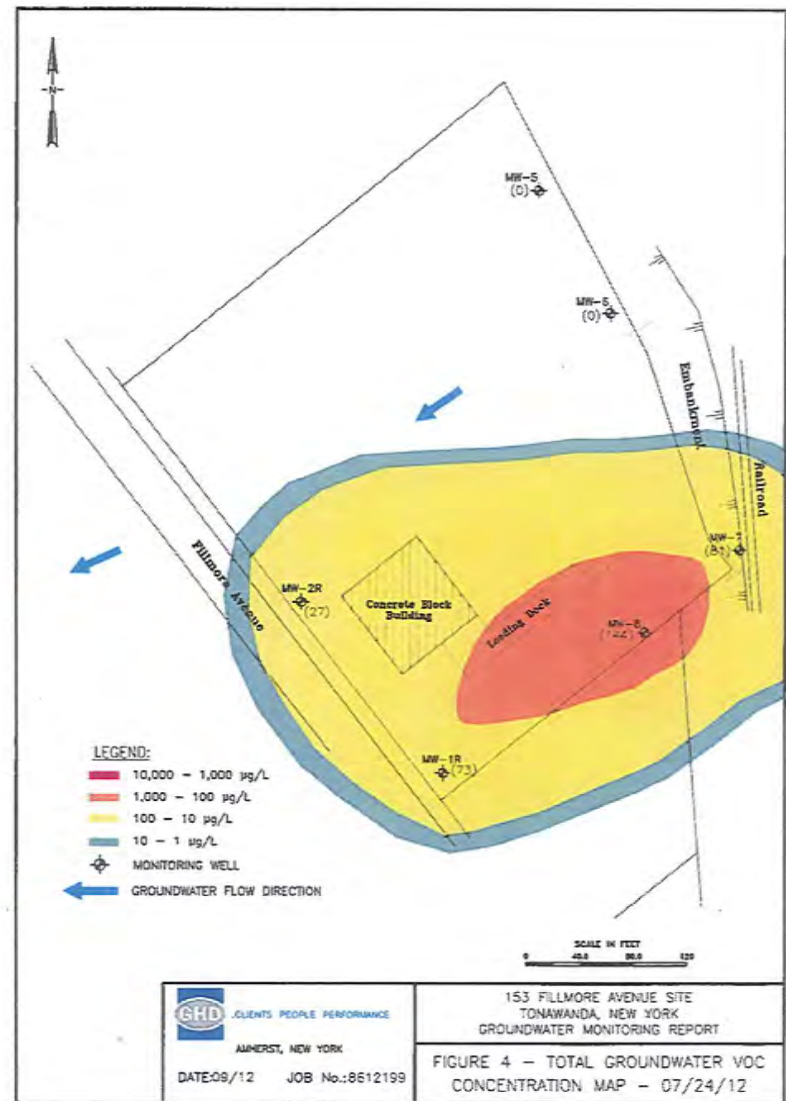 N
MW-5
(0)
MW-5
(0)
Embankment
Railroad
MW-2R
(27)
Fillmore Avenue
Concrete Block
Building
Loading Dock
(81)
MW-1R
(73)
LEGEND:
10,000 - 1,000 µg/L
1,000 - 100 µg/L
100 - 10 µg/L
10 - 1 µg/L
MONITORING WELL
GROUNDWATER FLOW DIRECTION
SCALE IN FEET
0 40.0 80.0 120
GHD CLIENTS PEOPLE PERFORMANCE
AMHERST, NEW YORK
DATE:09/12 JOB No.:8612199
153 FILLMORE AVENUE SITE
TONAWANDA, NEW YORK
GROUNDWATER MONITORING REPORT
FIGURE 4 - TOTAL GROUNDWATER VOC
CONCENTRATION MAP - 07/24/12